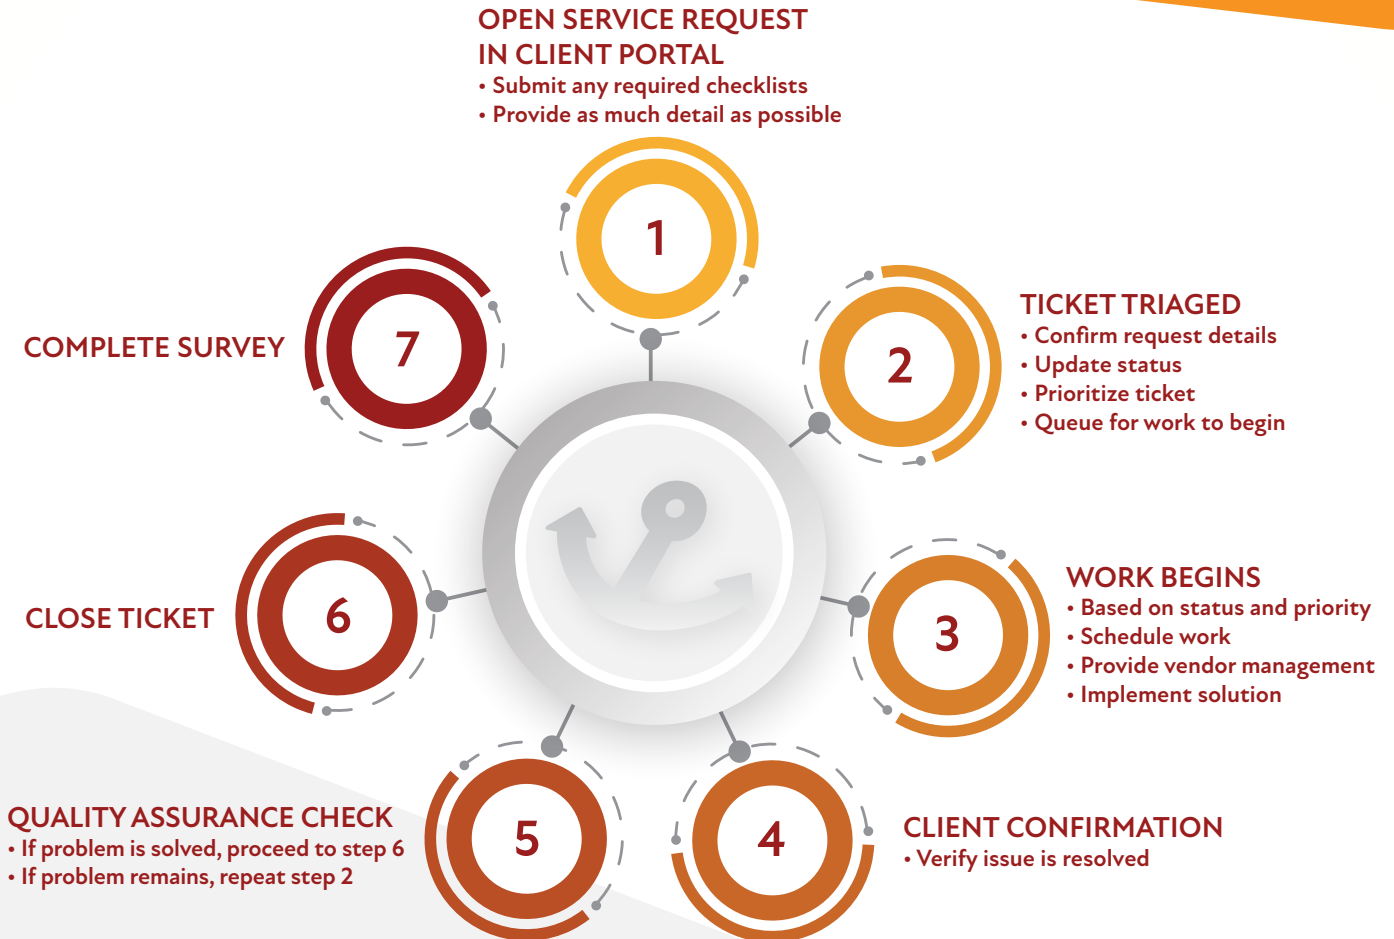 OPEN SERVICE REQUEST
IN CLIENT PORTAL
• Submit any required checklists
• Provide as much detail as possible
1
2
TICKET TRIAGED
• Confirm request details
• Update status
• Prioritize ticket
• Queue for work to begin
3
WORK BEGINS
• Based on status and priority
• Schedule work
• Provide vendor management
• Implement solution
4
CLIENT CONFIRMATION
• Verify issue is resolved
5
QUALITY ASSURANCE CHECK
• If problem is solved, proceed to step 6
• If problem remains, repeat step 2
6
CLOSE TICKET
7
COMPLETE SURVEY